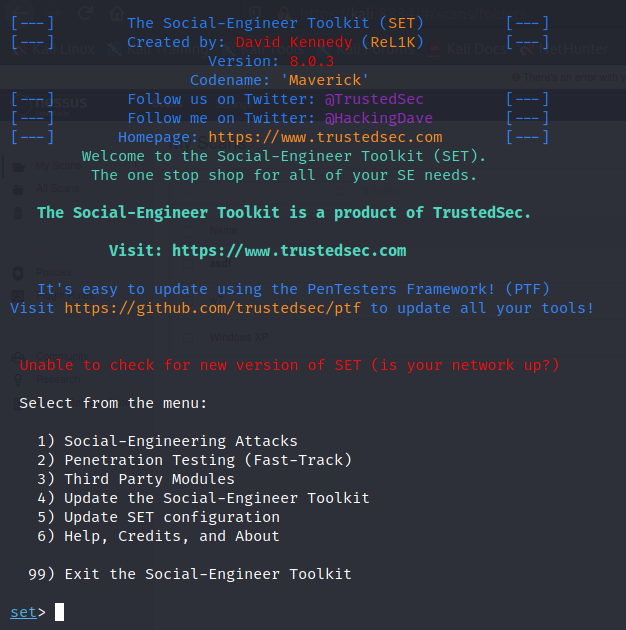 [---]        The Social-Engineer Toolkit (SET)         [---]
[---]        Created by: David Kennedy (ReL1K)         [---]
Version: 8.0.3
Codename: 'Maverick'
[---]        Follow us on Twitter: @TrustedSec         [---]
[---]        Follow me on Twitter: @HackingDave        [---]
[---]       Homepage: https://www.trustedsec.com       [---]
Welcome to the Social-Engineer Toolkit (SET).
The one stop shop for all of your SE needs.
The Social-Engineer Toolkit is a product of TrustedSec.
Visit: https://www.trustedsec.com
It's easy to update using the PenTesters Framework! (PTF)
Visit https://github.com/trustedsec/ptf to update all your tools!
Unable to check for new version of SET (is your network up?)
Select from the menu:
1) Social-Engineering Attacks
2) Penetration Testing (Fast-Track)
3) Third Party Modules
4) Update the Social-Engineer Toolkit
5) Update SET configuration
6) Help, Credits, and About
99) Exit the Social-Engineer Toolkit
set>